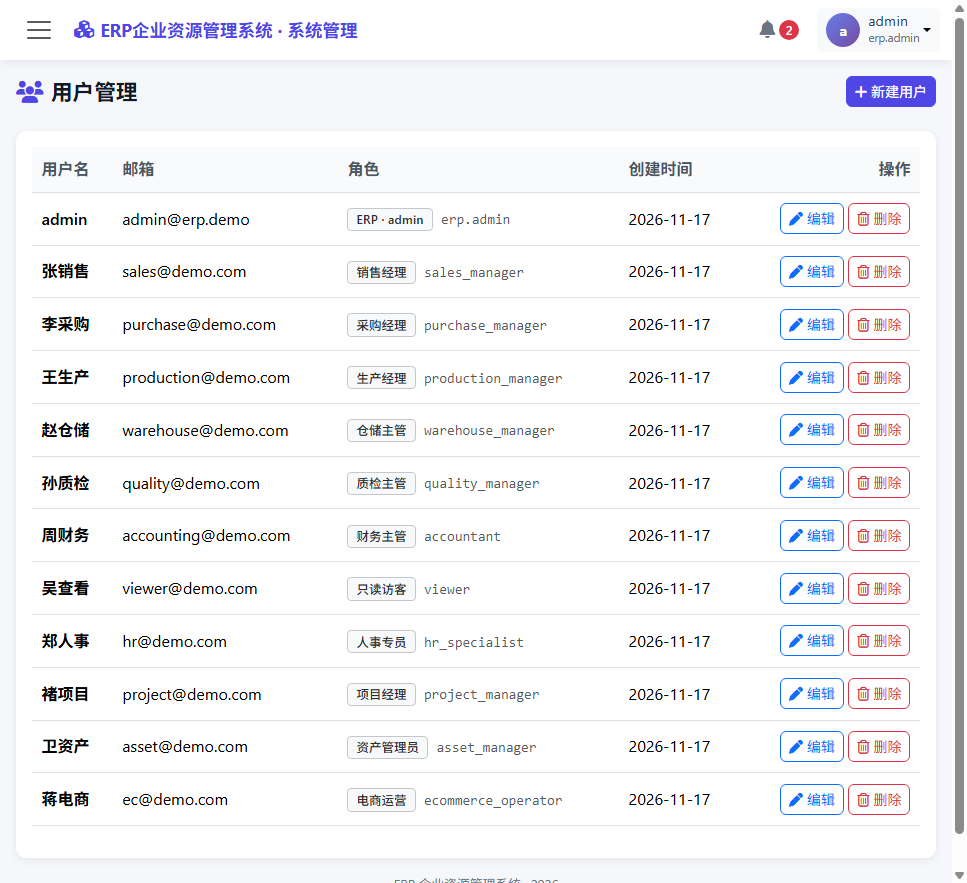 ERP企业资源管理系统 · 系统管理
2
a
admin
erp.admin
用户管理
新建用户
用户名 邮箱 角色 创建时间 操作
admin admin@erp.demo ERP · admin erp.admin 2026-11-17 编辑 删除
张销售 sales@demo.com 销售经理 sales_manager 2026-11-17 编辑 删除
李采购 purchase@demo.com 采购经理 purchase_manager 2026-11-17 编辑 删除
王生产 production@demo.com 生产经理 production_manager 2026-11-17 编辑 删除
赵仓储 warehouse@demo.com 仓储主管 warehouse_manager 2026-11-17 编辑 删除
孙质检 quality@demo.com 质检主管 quality_manager 2026-11-17 编辑 删除
周财务 accounting@demo.com 财务主管 accountant 2026-11-17 编辑 删除
吴查看 viewer@demo.com 只读访客 viewer 2026-11-17 编辑 删除
郑人事 hr@demo.com 人事专员 hr_specialist 2026-11-17 编辑 删除
褚项目 project@demo.com 项目经理 project_manager 2026-11-17 编辑 删除
卫资产 asset@demo.com 资产管理员 asset_manager 2026-11-17 编辑 删除
蒋电商 ec@demo.com 电商运营 ecommerce_operator 2026-11-17 编辑 删除